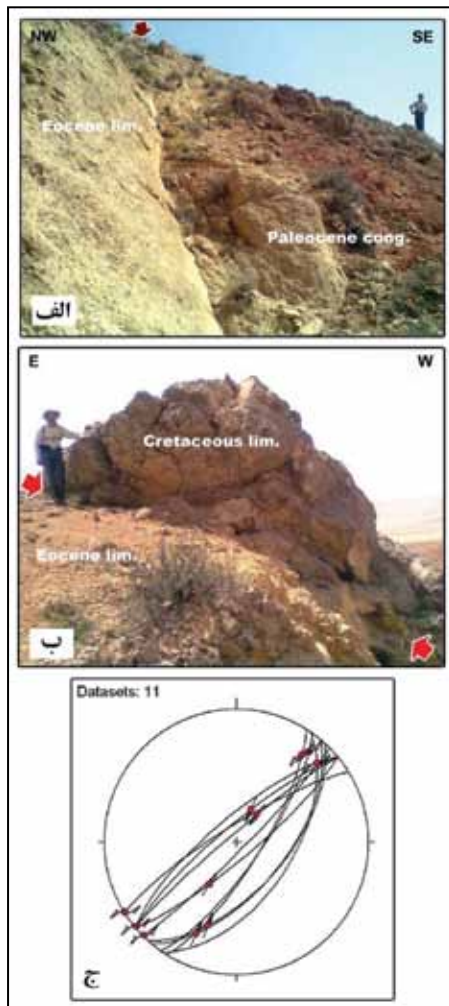 NW SE
Eocene lim.
Paleocene cong.
الف
E W
Cretaceous lim.
Eocene lim.
ب
Datasets: 11
ج